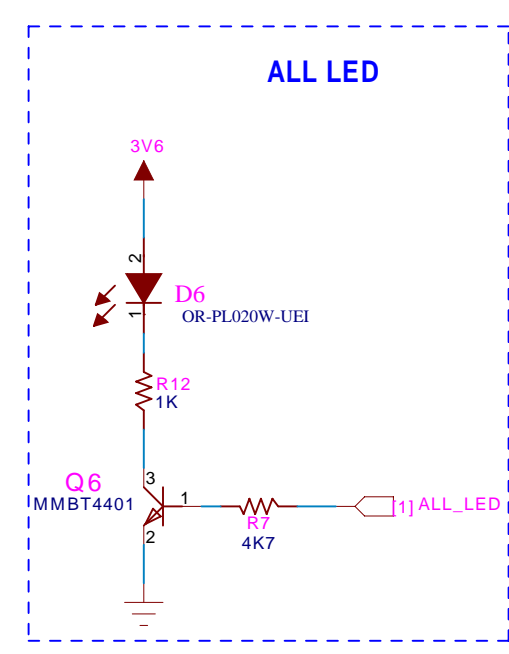 ALL LED
3V6
2
D6
1
OR-PL020W-UEI
R12
1K
Q6
3
MMBT4401
1
[1] ALL_LED
R7
2
4K7